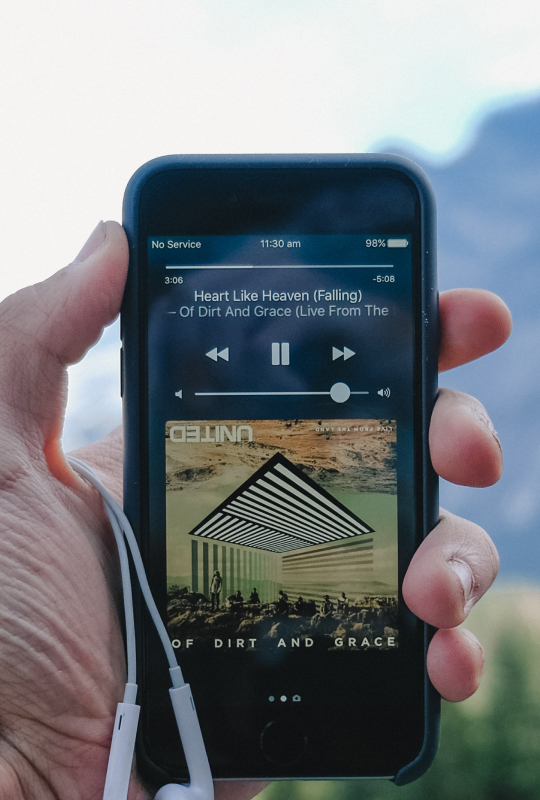 No Service 11:30 am 98%
3:06 -5:08
Heart Like Heaven (Falling)
– Of Dirt And Grace (Live From The
UNITED LIVE FROM THE LAND
OF DIRT AND GRACE